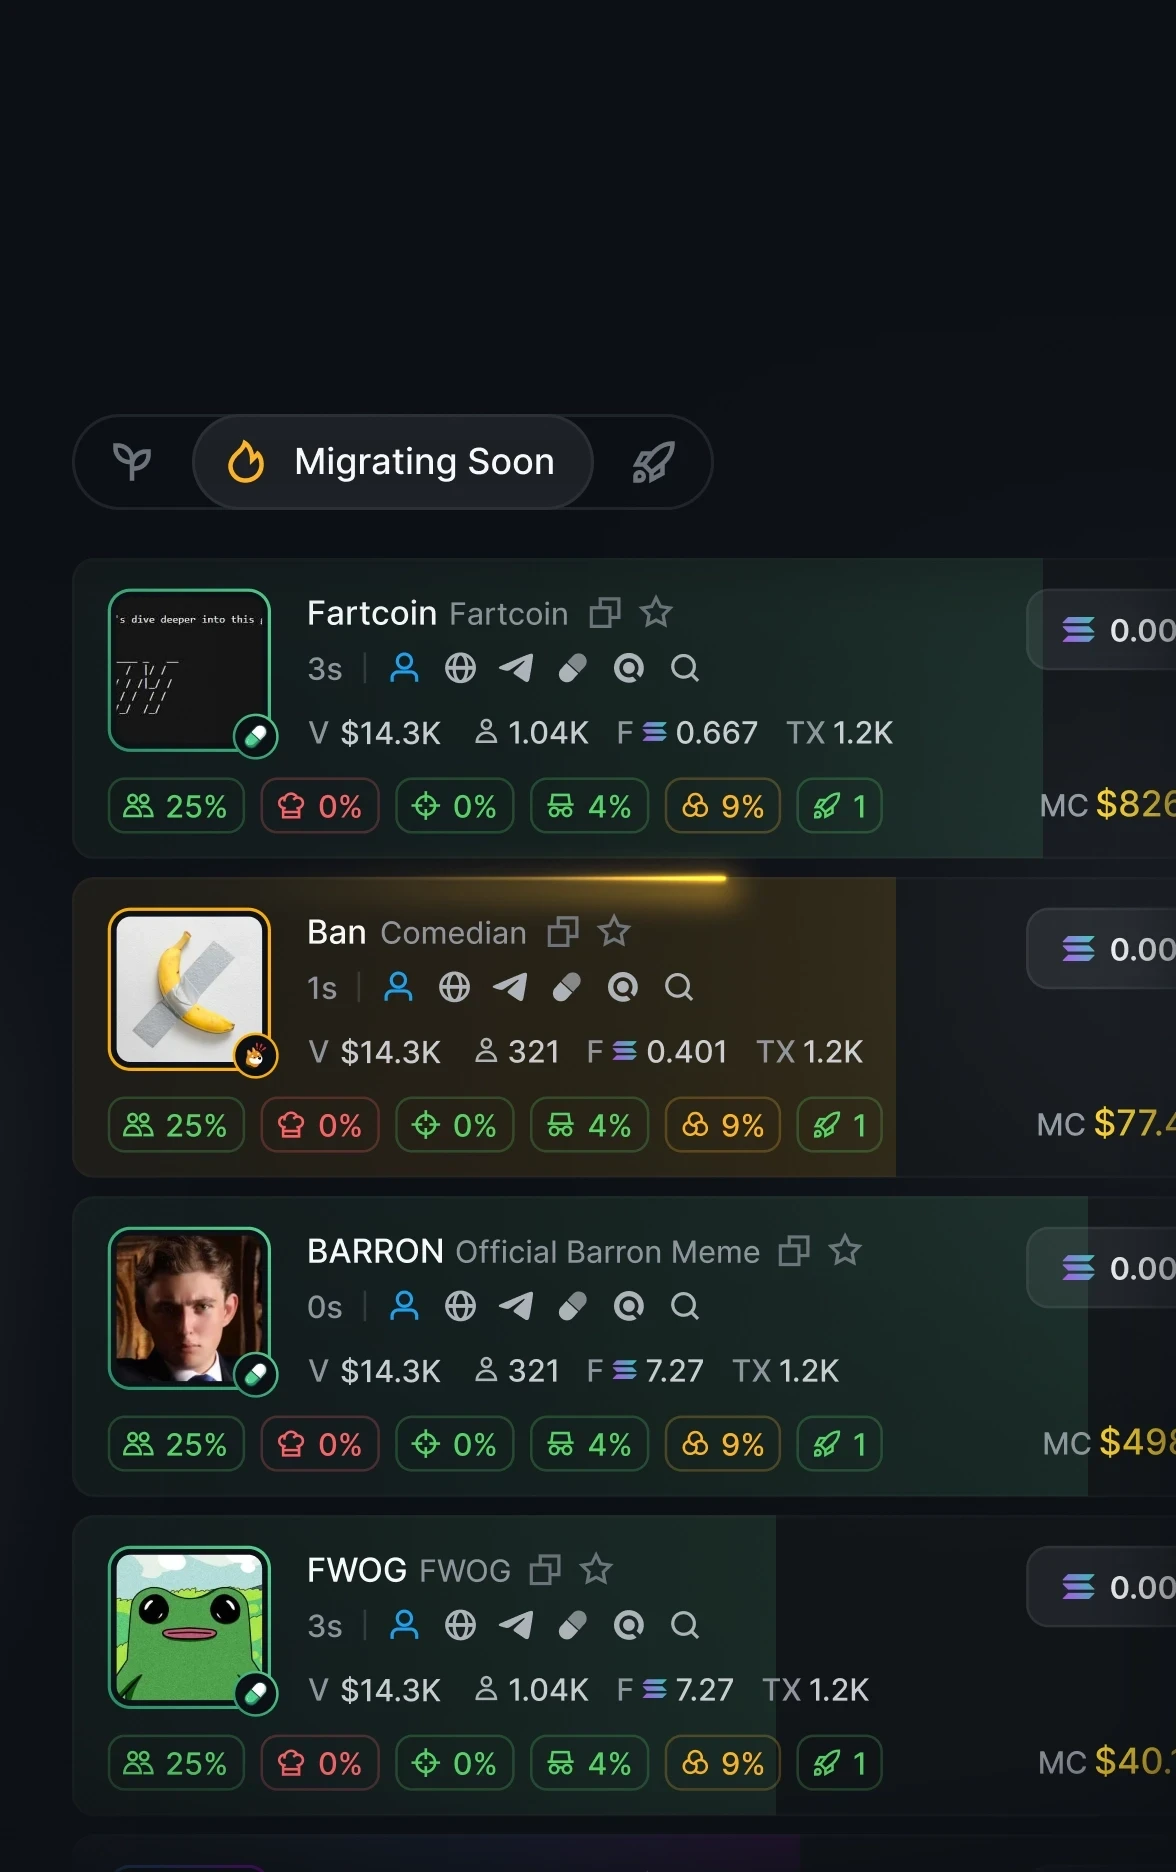 Migrating Soon
's dive deeper into this
Fartcoin Fartcoin
0.00
3s
V $14.3K 1.04K F 0.667 TX 1.2K
25% 0% 0% 4% 9% 1
MC $826
Ban Comedian
0.00
1s
V $14.3K 321 F 0.401 TX 1.2K
25% 0% 0% 4% 9% 1
MC $77.4
BARRON Official Barron Meme
0.00
0s
V $14.3K 321 F 7.27 TX 1.2K
25% 0% 0% 4% 9% 1
MC $498
FWOG FWOG
0.00
3s
V $14.3K 1.04K F 7.27 TX 1.2K
25% 0% 0% 4% 9% 1
MC $40.